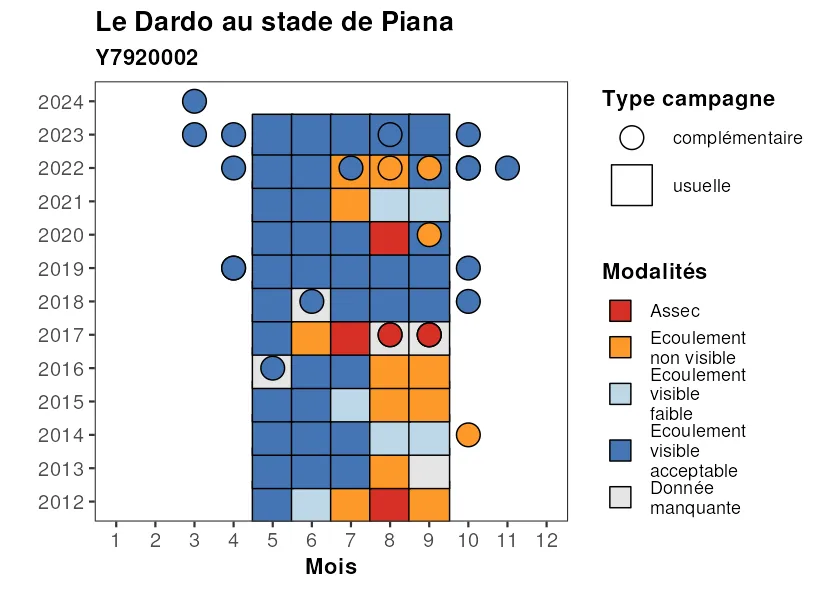 Le Dardo au stade de Piana
Y7920002
2024
2023
2022
2021
2020
2019
2018
2017
2016
2015
2014
2013
2012
1 2 3 4 5 6 7 8 9 10 11 12
Mois
Type campagne
complémentaire
usuelle
Modalités
Assec
Ecoulement
non visible
Ecoulement
visible
faible
Ecoulement
visible
acceptable
Donnée
manquante